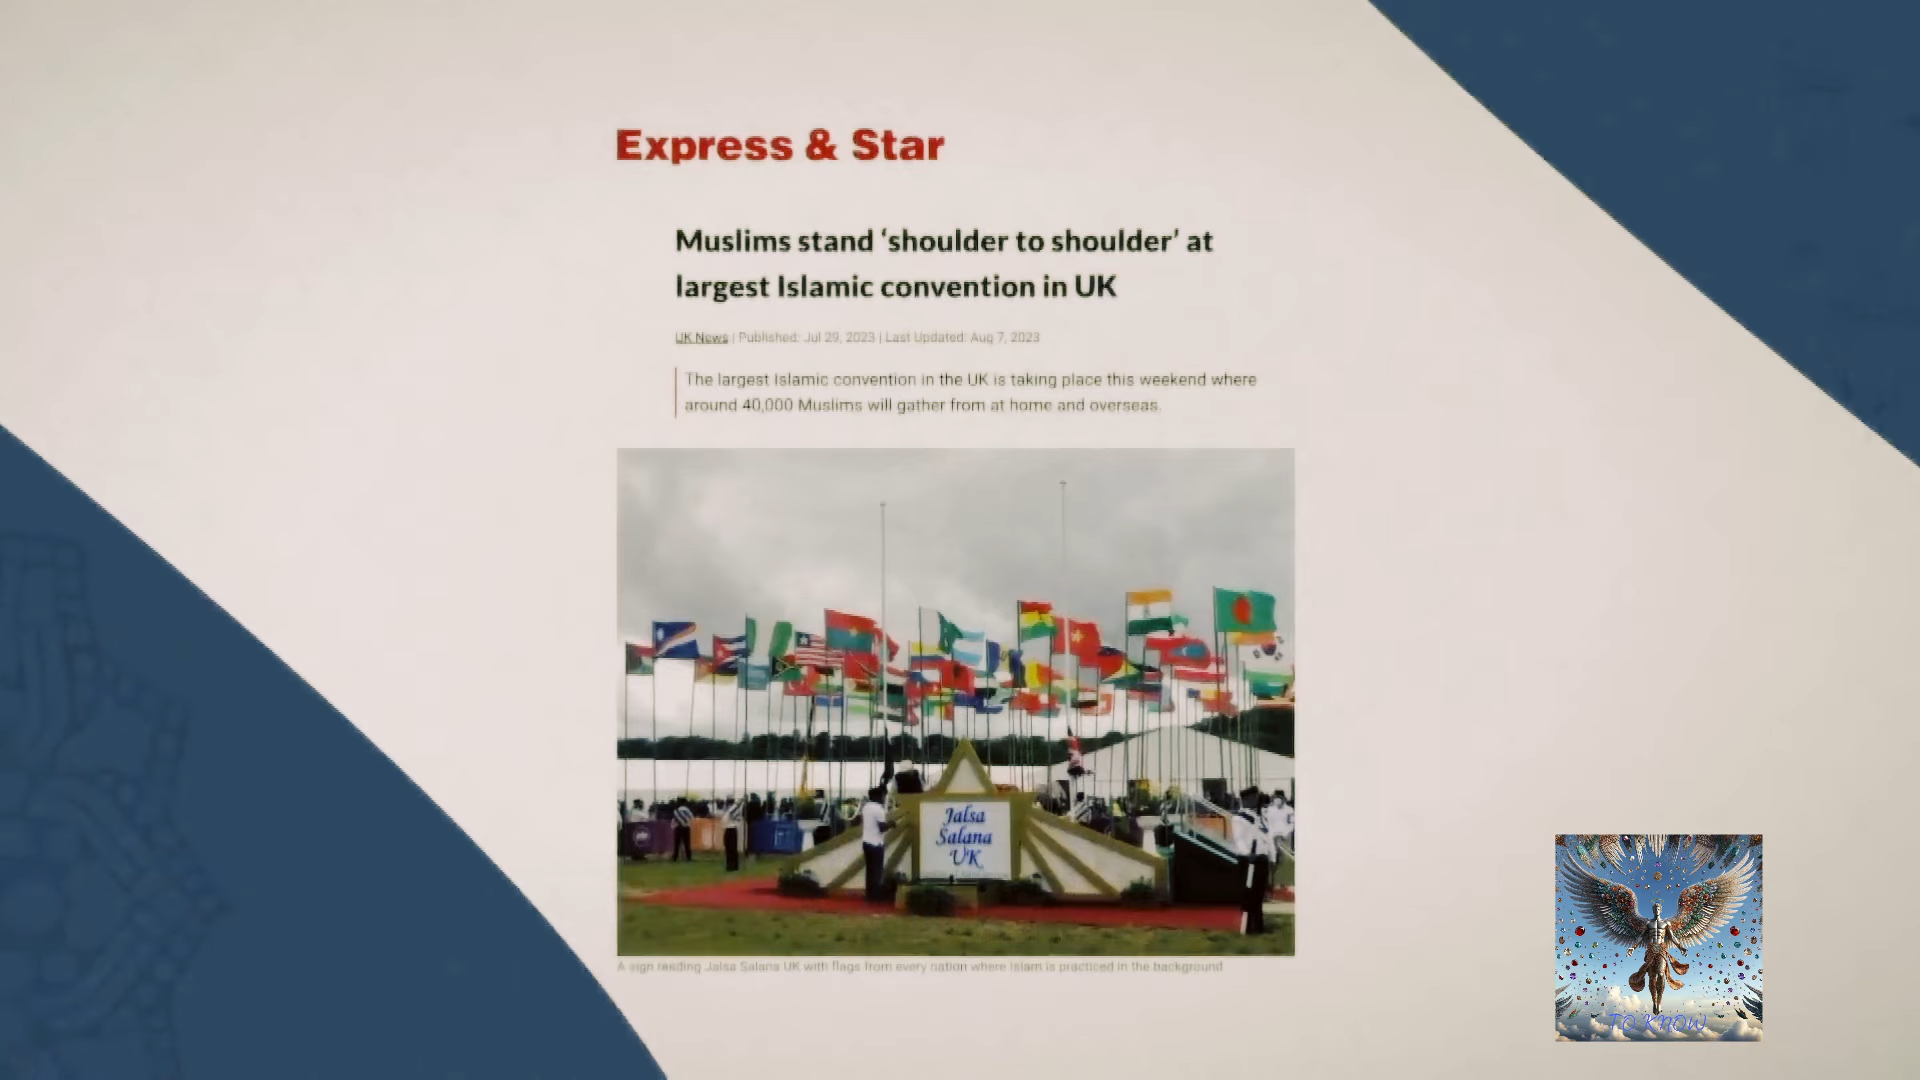 Express & Star
Muslims stand ‘shoulder to shoulder’ at
largest Islamic convention in UK
UK News | Published: Jul 29, 2023 | Last Updated: Aug 7, 2023
The largest Islamic convention in the UK is taking place this weekend where
around 40,000 Muslims will gather from at home and overseas.
Jalsa
Salana
UK
A sign reading Jalsa Salana UK with flags from every nation where Islam is practiced in the background
TO KNOW